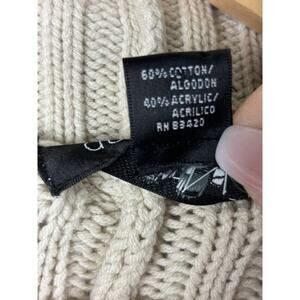 60% COTTON/
ALGODON
40% ACRYLIC/
ACRILICO
RN 83420